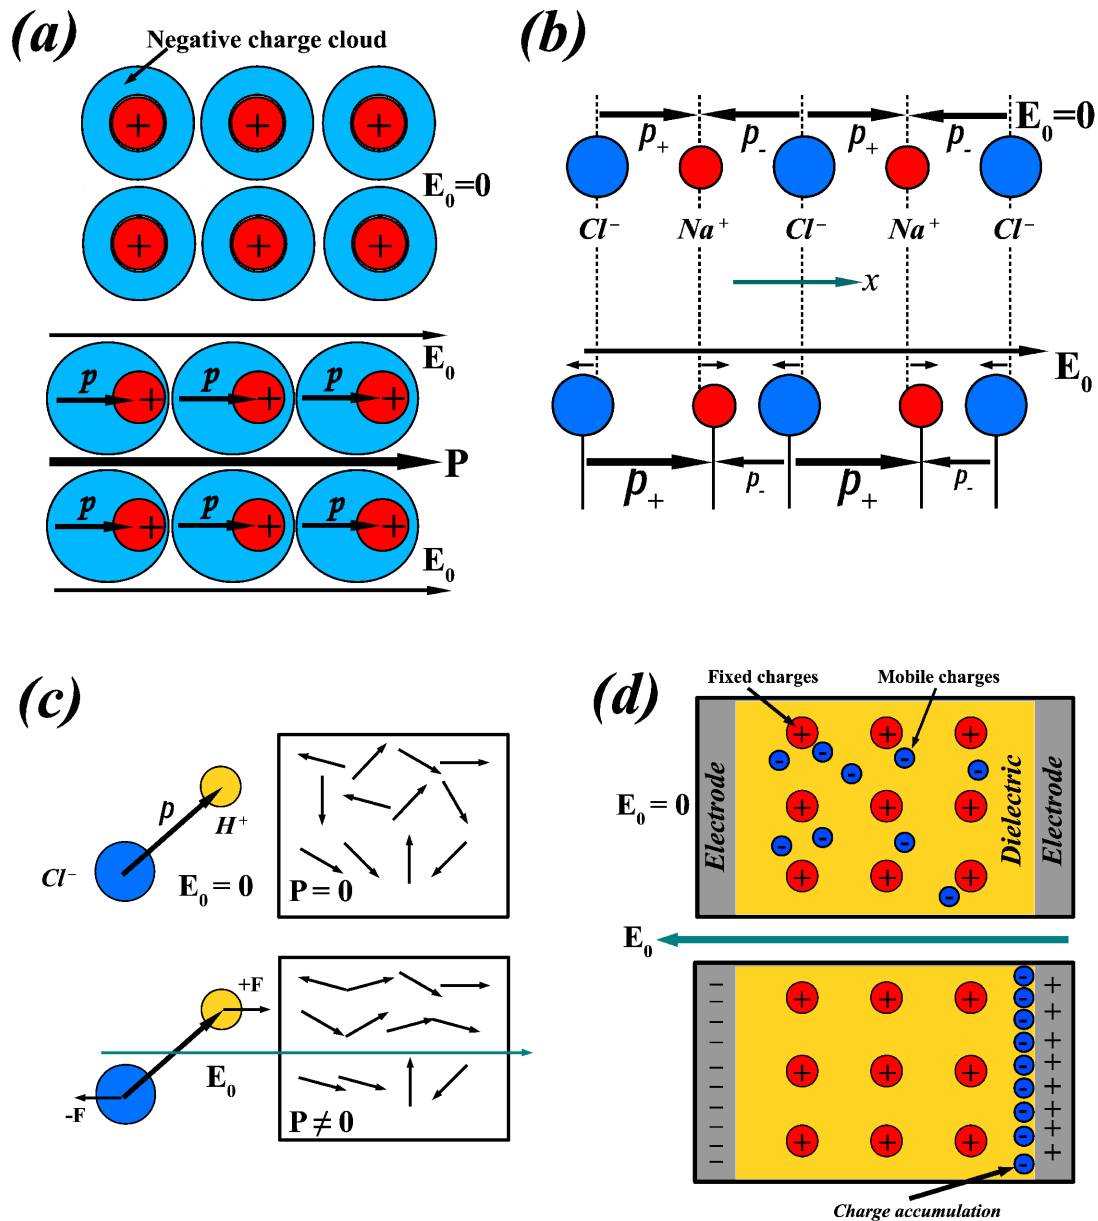 (a)
Negative charge cloud
+ + +
E₀=0
+ + +
E₀
p + p + p +
P
p + p + p +
E₀
(b)
E₀=0
p₊ p₋ p₊ p₋
Cl⁻ Na⁺ Cl⁻ Na⁺ Cl⁻
x
E₀
p₊ p₋ p₊ p₋
(c)
p
H⁺
Cl⁻
E₀ = 0
P = 0
+F
E₀
-F
P ≠ 0
(d)
Fixed charges
Mobile charges
+ + +
- - - - -
E₀ = 0
Electrode
Dielectric
Electrode
+ + +
- - -
+ + +
-
E₀
- - - - - - - - -
+ + +
+ + +
+ + +
- - - - - - - - -
+ + + + + + + +
Charge accumulation